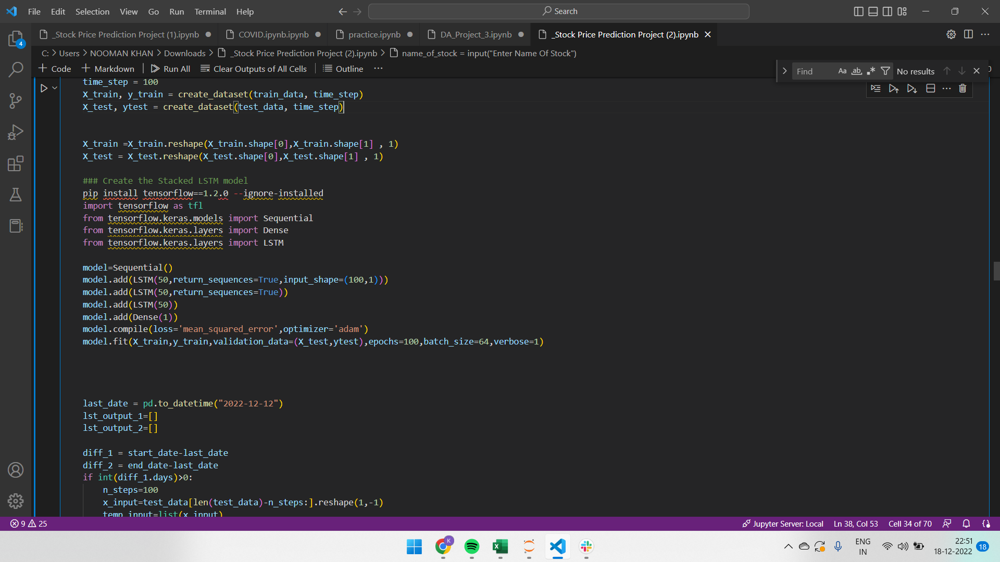 File Edit Selection View Go Run Terminal Help
Search
4
_Stock Price Prediction Project (1).ipynb
COVID.ipynb.ipynb
practice.ipynb
DA_Project_3.ipynb
_Stock Price Prediction Project (2).ipynb
C: > Users > NOOMAN KHAN > Downloads > _Stock Price Prediction Project (2).ipynb > name_of_stock = input("Enter Name Of Stock")
+ Code + Markdown | Run All Clear Outputs of All Cells | Outline ...
Find Aa ab No results
time_step = 100
X_train, y_train = create_dataset(train_data, time_step)
X_test, ytest = create_dataset(test_data, time_step)
X_train =X_train.reshape(X_train.shape[0],X_train.shape[1] , 1)
X_test = X_test.reshape(X_test.shape[0],X_test.shape[1] , 1)
### Create the Stacked LSTM model
pip install tensorflow==1.2.0 --ignore-installed
import tensorflow as tfl
from tensorflow.keras.models import Sequential
from tensorflow.keras.layers import Dense
from tensorflow.keras.layers import LSTM
model=Sequential()
model.add(LSTM(50,return_sequences=True,input_shape=(100,1)))
model.add(LSTM(50,return_sequences=True))
model.add(LSTM(50))
model.add(Dense(1))
model.compile(loss='mean_squared_error',optimizer='adam')
model.fit(X_train,y_train,validation_data=(X_test,ytest),epochs=100,batch_size=64,verbose=1)
last_date = pd.to_datetime("2022-12-12")
lst_output_1=[]
lst_output_2=[]
diff_1 = start_date-last_date
diff_2 = end_date-last_date
if int(diff_1.days)>0:
n_steps=100
x_input=test_data[len(test_data)-n_steps:].reshape(1,-1)
temp_input=list(x_input)
9 25
Jupyter Server: Local Ln 38, Col 53 Cell 34 of 70
K
ENG
IN
22:51
18-12-2022
18